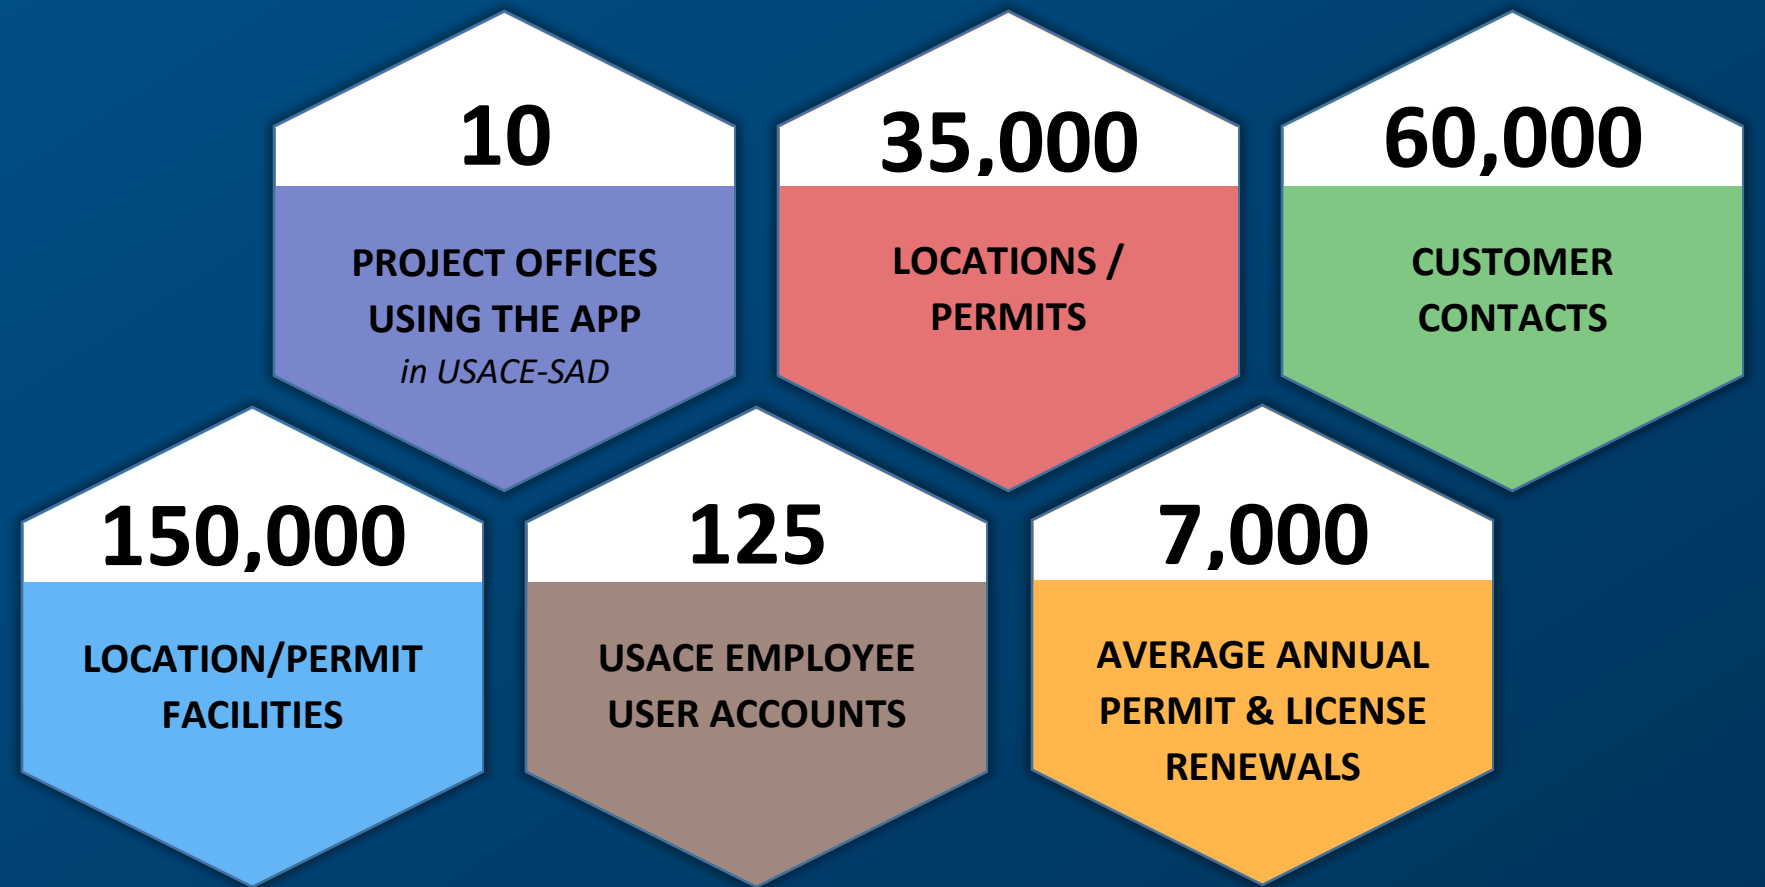 10
PROJECT OFFICES
USING THE APP
in USACE-SAD
35,000
LOCATIONS /
PERMITS
60,000
CUSTOMER
CONTACTS
150,000
LOCATION/PERMIT
FACILITIES
125
USACE EMPLOYEE
USER ACCOUNTS
7,000
AVERAGE ANNUAL
PERMIT & LICENSE
RENEWALS